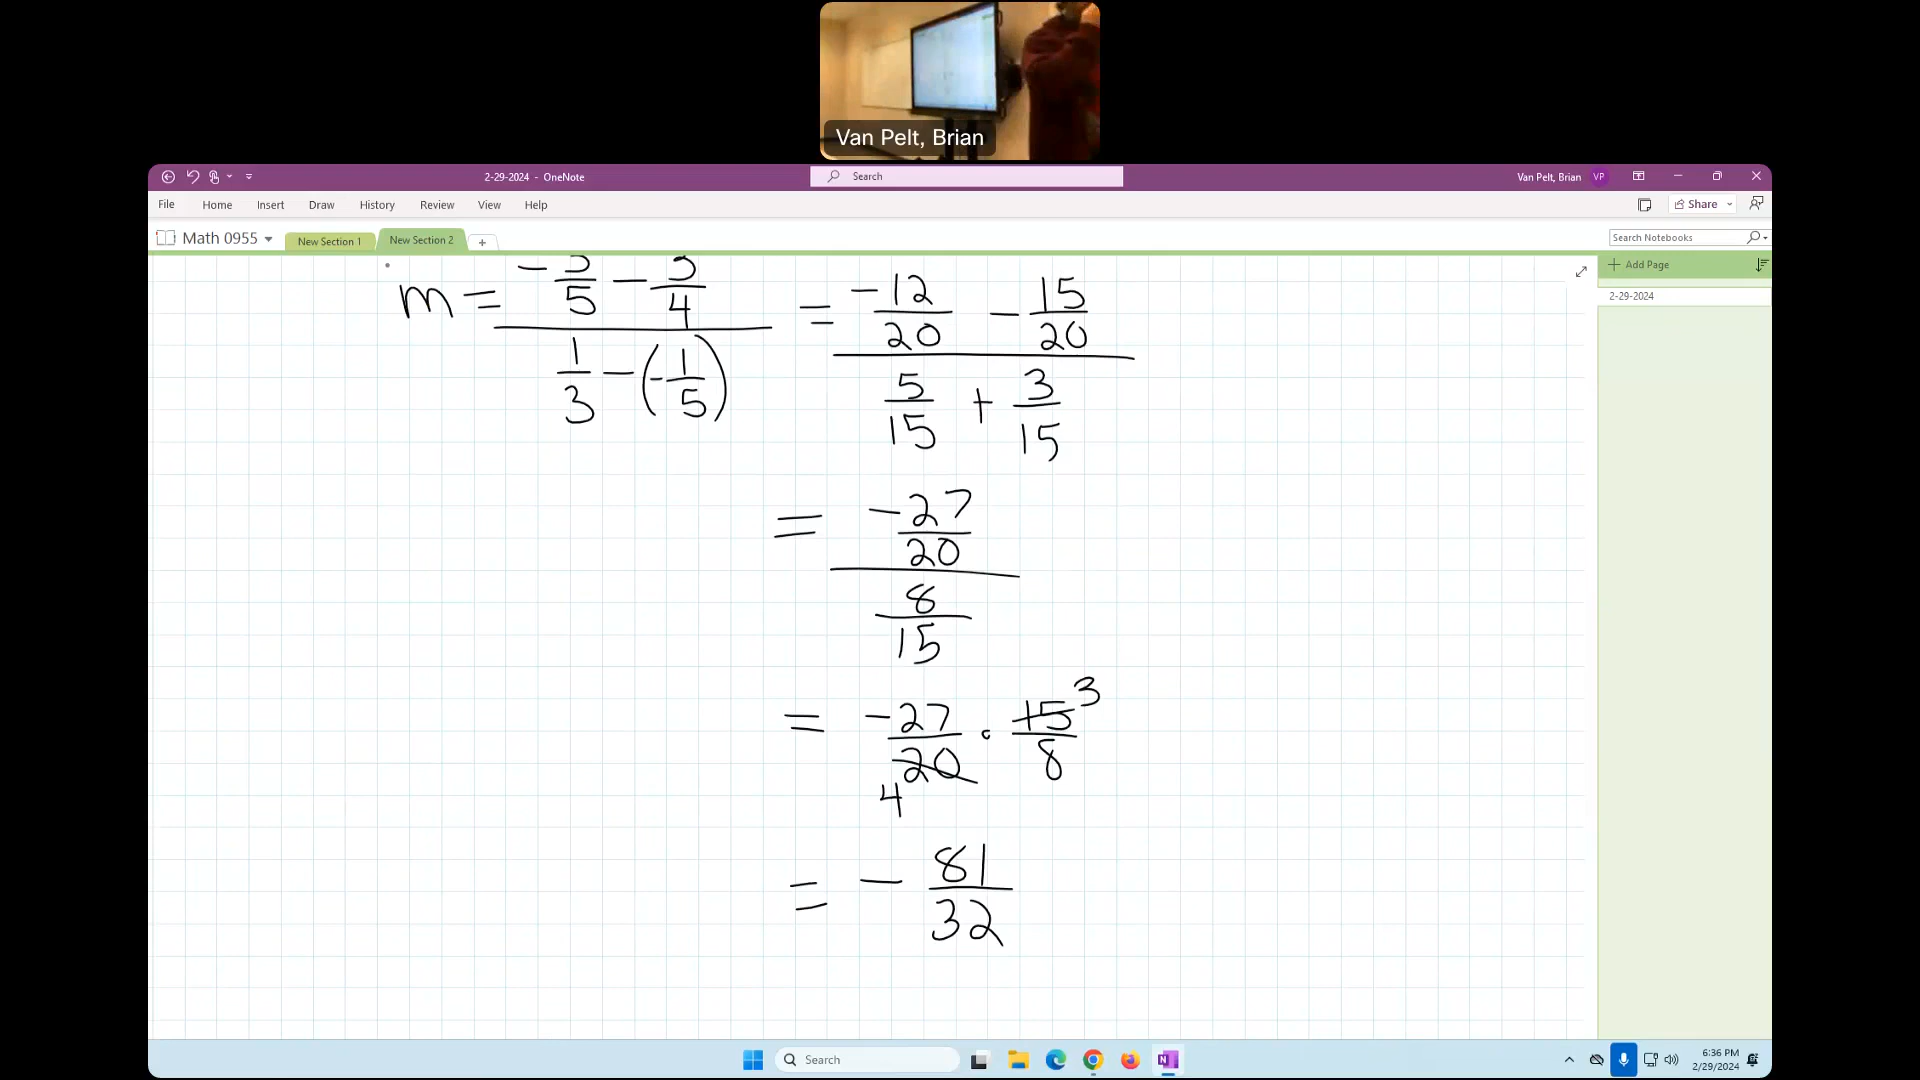 Van Pelt, Brian
2-29-2024 - OneNote
Search
Van Pelt, Brian VP
File Home Insert Draw History Review View Help
Share
Math 0955
New Section 1
New Section 2
+
Search Notebooks
+ Add Page
2-29-2024
m = (-3/5 - 3/4)/(1/3 - (-1/5)) = (-12/20 - 15/20)/(5/15 + 3/15)
= (-27/20)/(8/15)
= -27/20 · 15/8 3
4
= - 81/32
Search
6:36 PM
2/29/2024